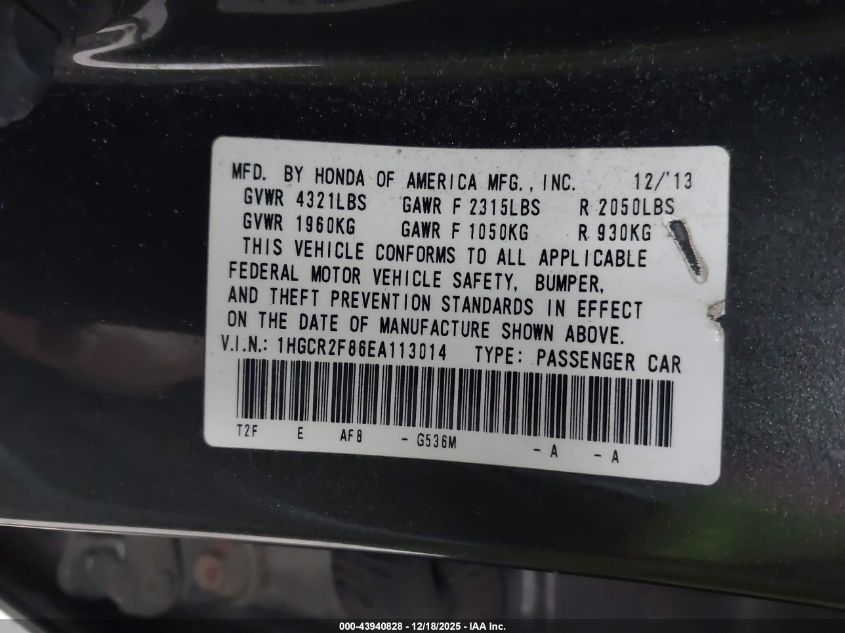 MFD. BY HONDA OF AMERICA MFG., INC. 12/'13
GVWR 4321LBS GAWR F 2315LBS R 2050LBS
GVWR 1960KG GAWR F 1050KG R 930KG
THIS VEHICLE CONFORMS TO ALL APPLICABLE
FEDERAL MOTOR VEHICLE SAFETY, BUMPER,
AND THEFT PREVENTION STANDARDS IN EFFECT
ON THE DATE OF MANUFACTURE SHOWN ABOVE.
V.I.N.: 1HGCR2F86EA113014 TYPE: PASSENGER CAR
T2F E AF8 - G536M - A - A
000-43940828 - 12/18/2025 - IAA Inc.